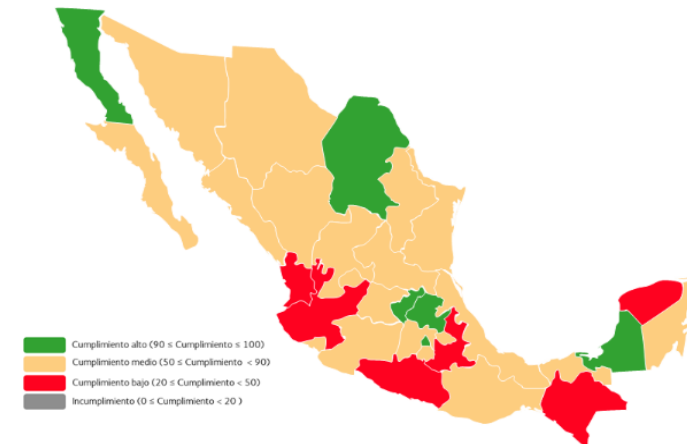 Cumplimiento alto (90 ≤ Cumplimiento ≤ 100)
Cumplimiento medio (50 ≤ Cumplimiento < 90)
Cumplimiento bajo (20 ≤ Cumplimiento < 50)
Incumplimiento (0 ≤ Cumplimiento < 20 )